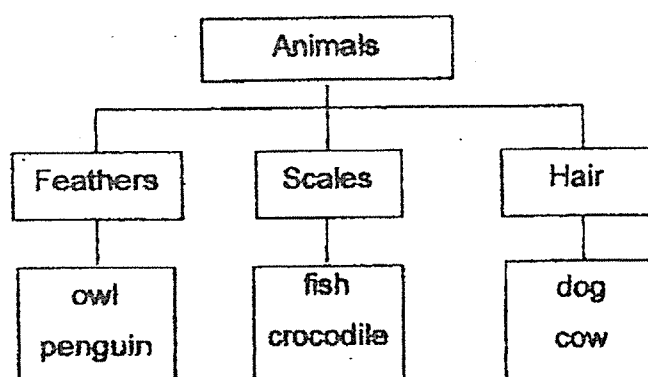 Animals
Feathers
Scales
Hair
owl
penguin
fish
crocodile
dog
cow